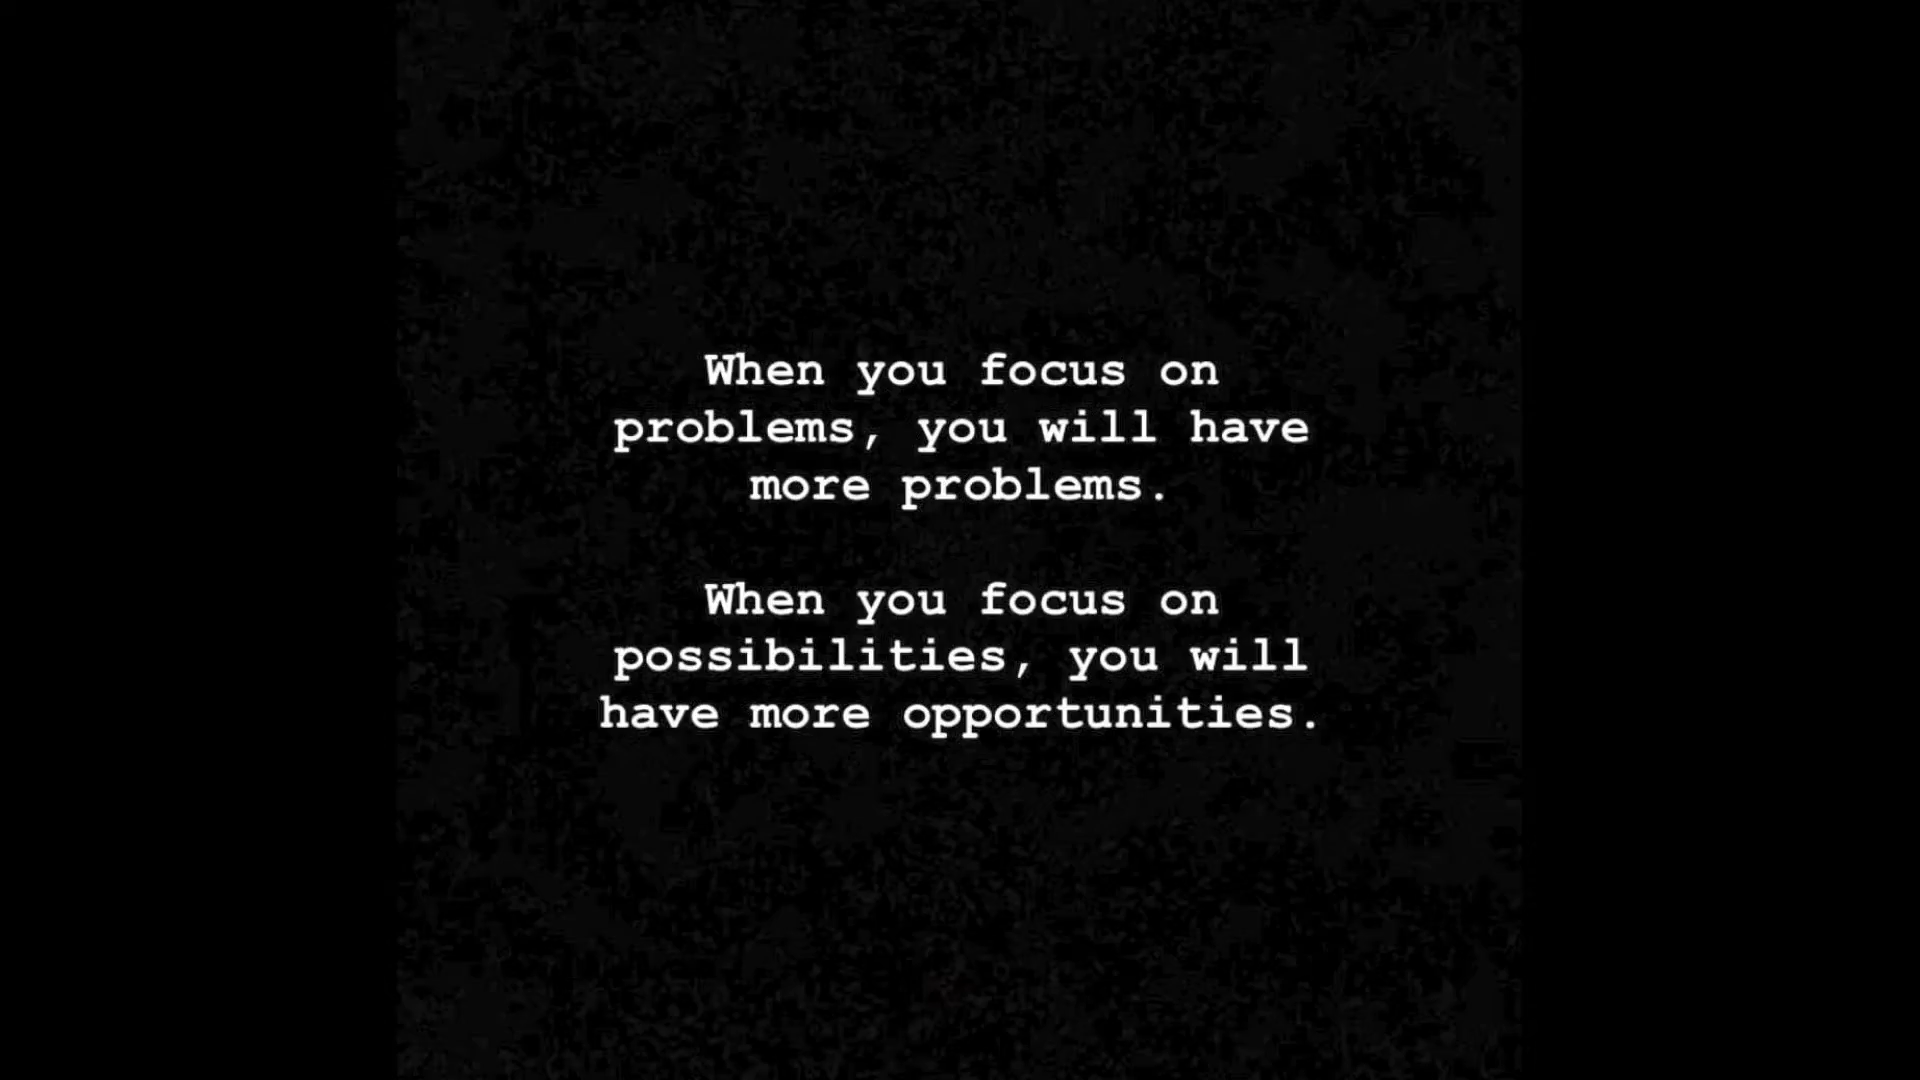 When you focus on
problems, you will have
more problems.
When you focus on
possibilities, you will
have more opportunities.